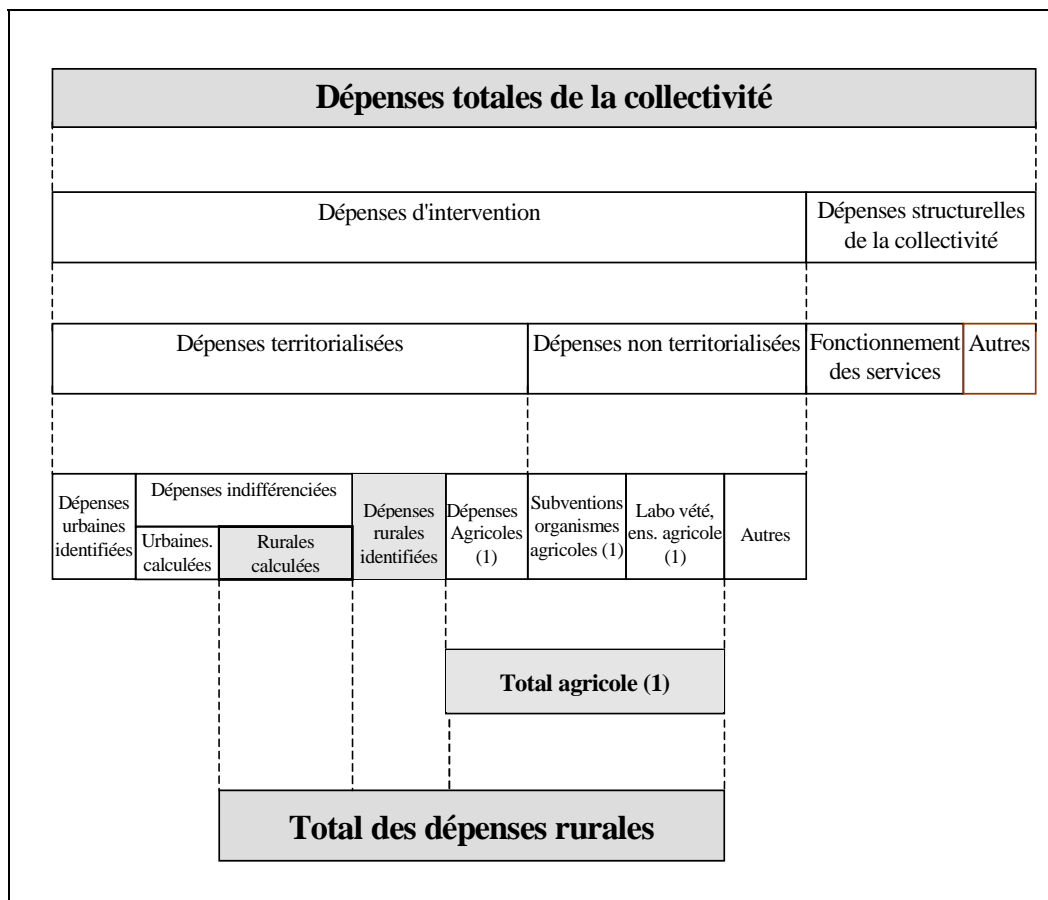 Dépenses totales de la collectivité
Dépenses d'intervention
Dépenses structurelles
de la collectivité
Dépenses territorialisées
Dépenses non territorialisées
Fonctionnement
des services
Autres
Dépenses
urbaines
identifiées
Dépenses indifférenciées
Urbaines.
calculées
Rurales
calculées
Dépenses
rurales
identifiées
Dépenses
Agricoles
(1)
Subventions
organismes
agricoles (1)
Labo vété,
ens. agricole
(1)
Autres
Total agricole (1)
Total des dépenses rurales